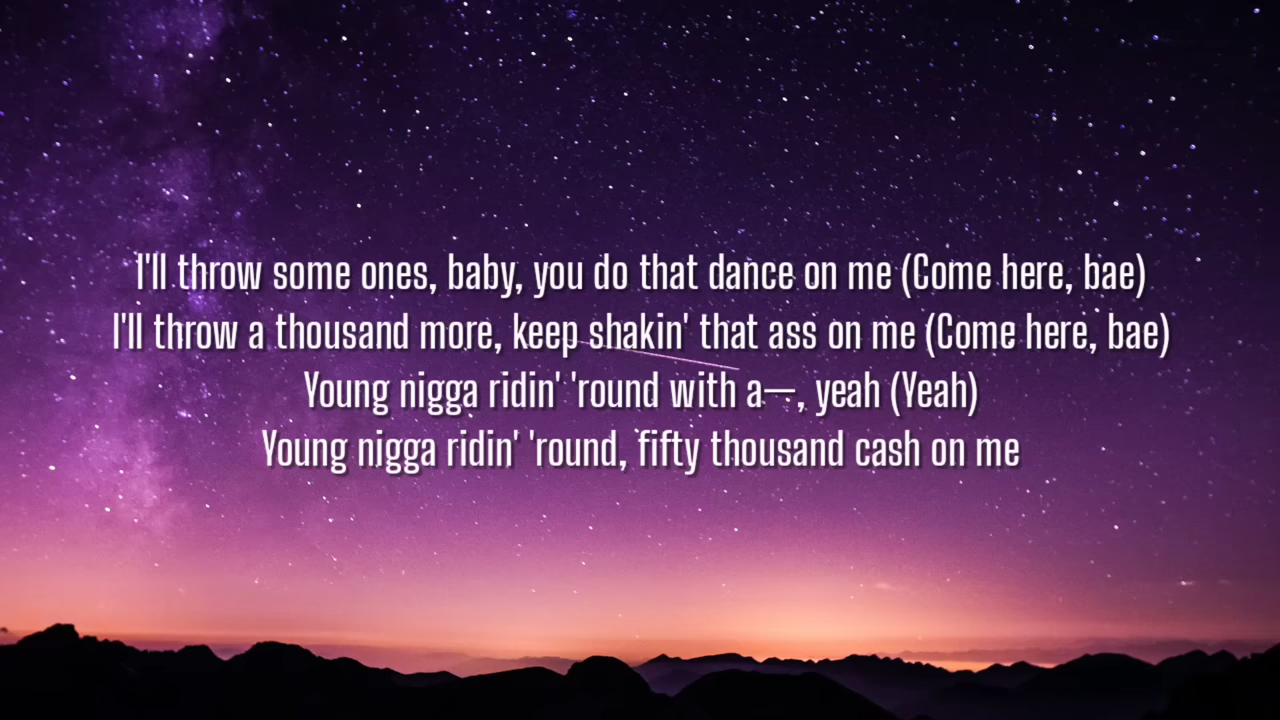 I'll throw some ones, baby, you do that dance on me (Come here, bae)
I'll throw a thousand more, keep shakin' that ass on me (Come here, bae)
Young nigga ridin' 'round with a—, yeah (Yeah)
Young nigga ridin' 'round, fifty thousand cash on me